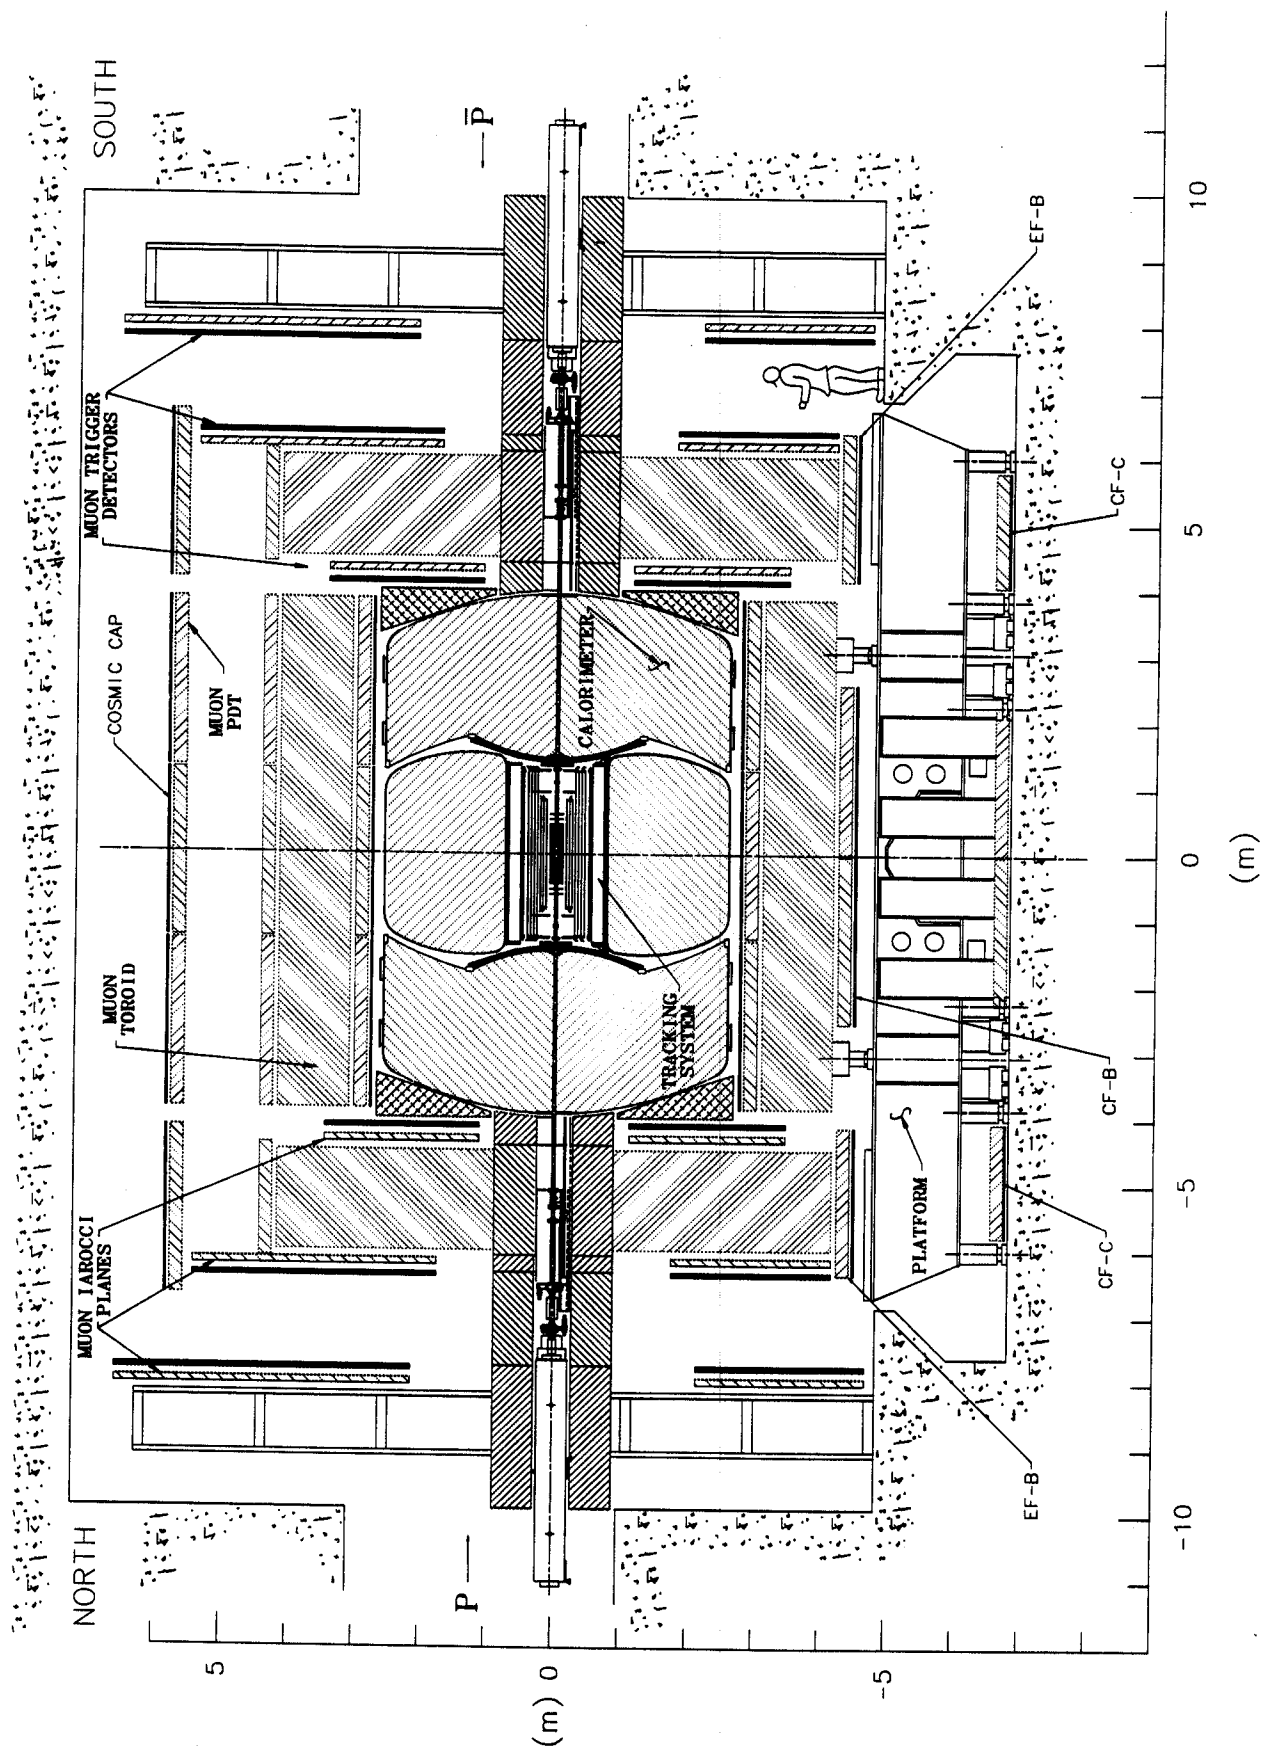 NORTH
SOUTH
COSMIC CAP
MUON
PDT
MUON
TOROID
MUON TRIGGER
DETECTORS
MUON IAROCCI
PLANES
P
P̅
CALORIMETER
TRACKING
SYSTEM
PLATFORM
EF-B
CF-C
CF-B
CF-C
EF-B
5
(m) 0
-5
-10
-5
0
5
10
(m)